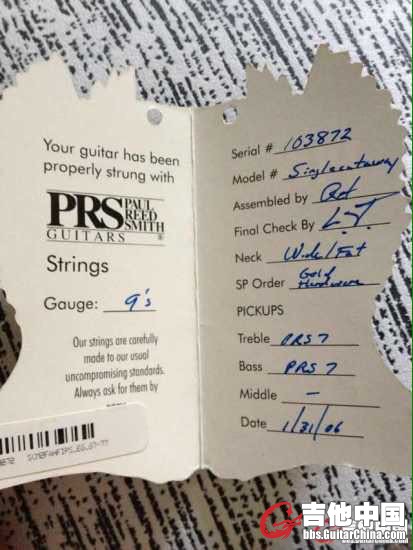 Your guitar has been
properly strung with
PRS PAUL
REED
SMITH
GUITARS ®
Strings
Gauge: 9's
Our strings are carefully
made to our usual
uncompromising standards.
Always ask for them by
Serial # 103872
Model # Singlecutaway
Assembled by
Final Check By
Neck Wide/Fat
SP Order Gold
Hardware
PICKUPS
Treble PRS 7
Bass PRS 7
Middle –
Date 1/31/06
吉他中国
bbs.GuitarChina.com